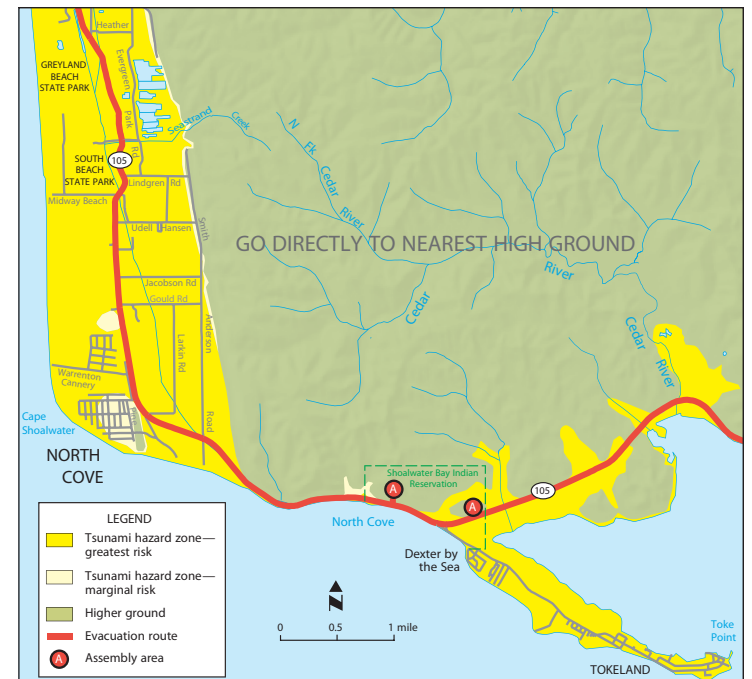 Heather
Evergreen
Park
Rd
GREYLAND
BEACH
STATE PARK
Seastrand
Creek
N Fk
Cedar
River
105
SOUTH
BEACH
STATE PARK
Lindgren Rd
Midway Beach
Udell Hansen
Smith
GO DIRECTLY TO NEAREST HIGH GROUND
River
Cedar
Jacobson Rd
Gould Rd
Cedar
River
Anderson
Larkin Rd
Road
Warrenton
Cannery
Cape
Shoalwater
NORTH
COVE
Shoalwater Bay Indian
Reservation
A
A
105
North Cove
Dexter by
the Sea
Toke
Point
TOKELAND
N
0 0.5 1 mile
LEGEND
Tsunami hazard zone—
greatest risk
Tsunami hazard zone—
marginal risk
Higher ground
Evacuation route
A Assembly area